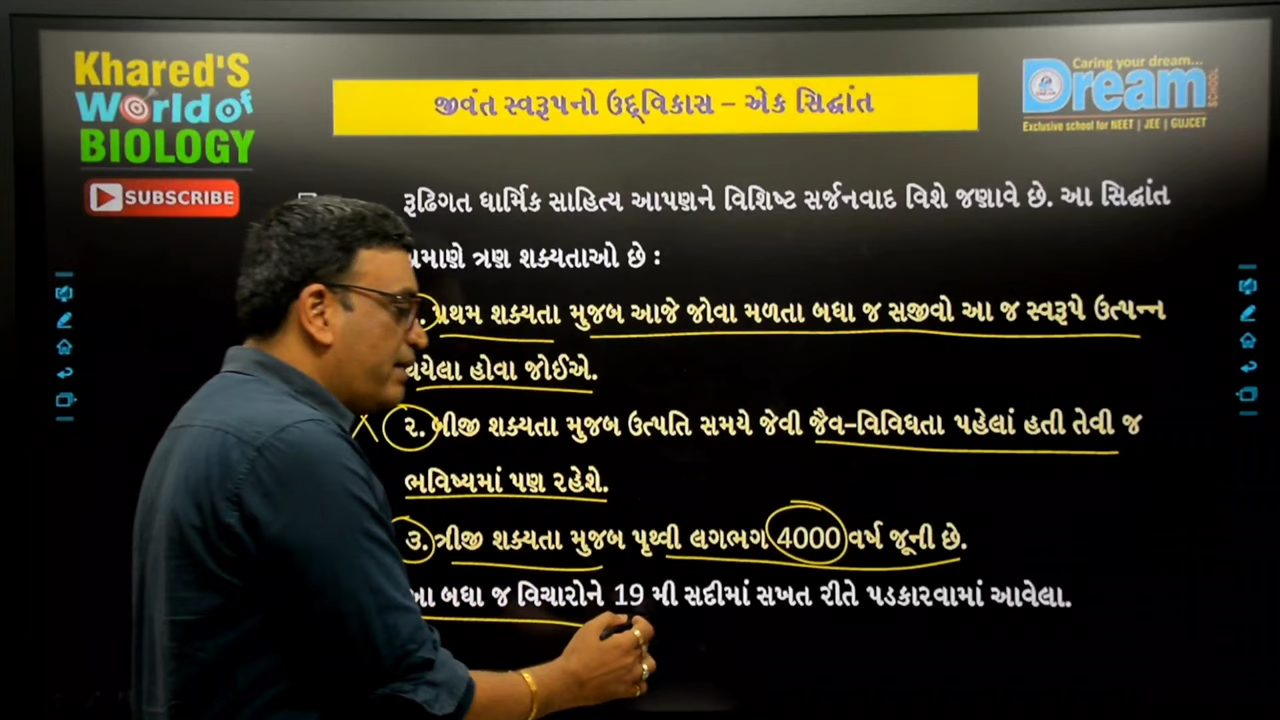 Khared'S
World of
BIOLOGY
SUBSCRIBE
જીવંત સ્વરૂપનો ઉદ્‌વિકાસ – એક સિદ્ધાંત
Caring your dream...
Dream
SCHOOL
Exclusive school for NEET | JEE | GUJCET
રૂઢિગત ધાર્મિક સાહિત્ય આપણને વિશિષ્ટ સર્જનવાદ વિશે જણાવે છે. આ સિદ્ધાંત
પ્રમાણે ત્રણ શક્યતાઓ છે :
પ્રથમ શક્યતા મુજબ આજે જોવા મળતા બધા જ સજીવો આ જ સ્વરૂપે ઉત્પન્ન
થયેલા હોવા જોઈએ.
૨. બીજી શક્યતા મુજબ ઉત્પતિ સમયે જેવી જૈવ–વિવિધતા પહેલાં હતી તેવી જ
ભવિષ્યમાં પણ રહેશે.
૩. ત્રીજી શક્યતા મુજબ પૃથ્વી લગભગ 4000 વર્ષ જૂની છે.
આ બધા જ વિચારોને 19 મી સદીમાં સખત રીતે પડકારવામાં આવેલા.